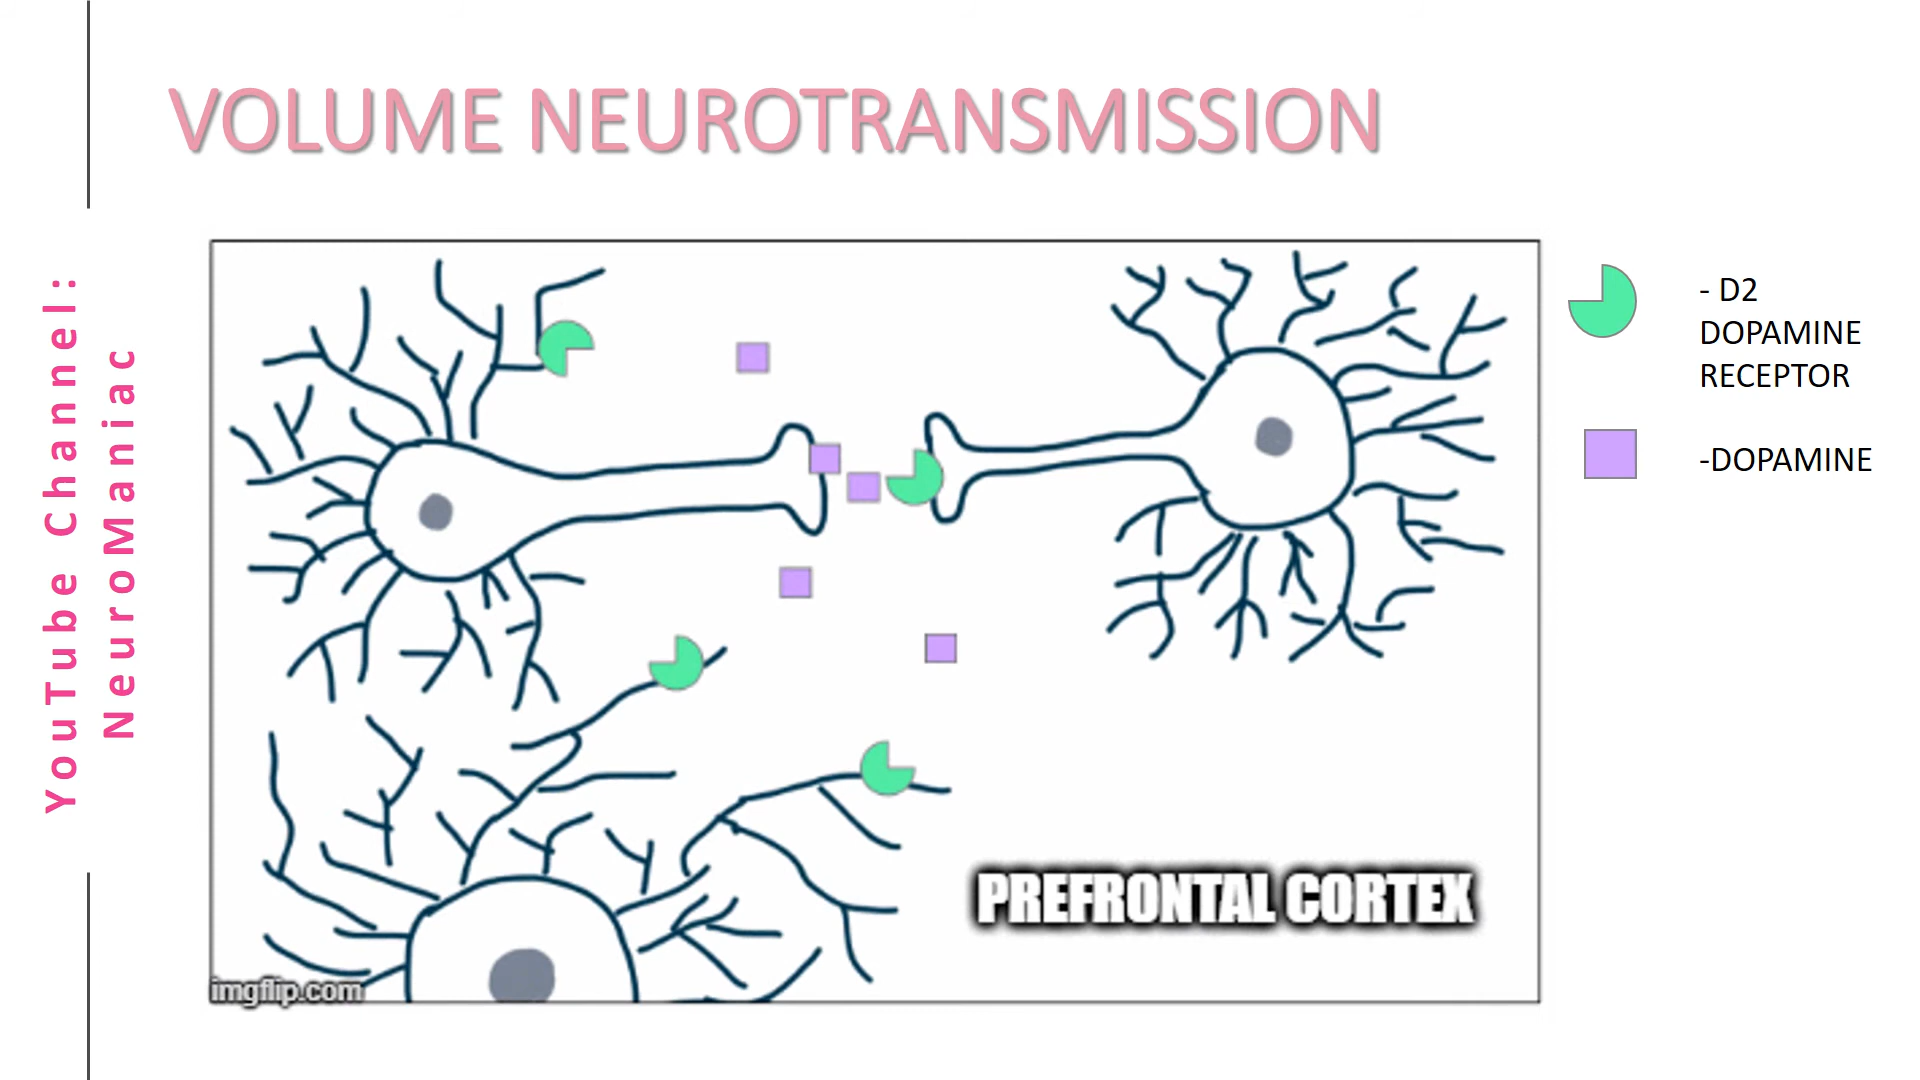 VOLUME NEUROTRANSMISSION
YouTube Channel:
NeuroManiac
- D2
DOPAMINE
RECEPTOR
-DOPAMINE
PREFRONTAL CORTEX
imgflip.com